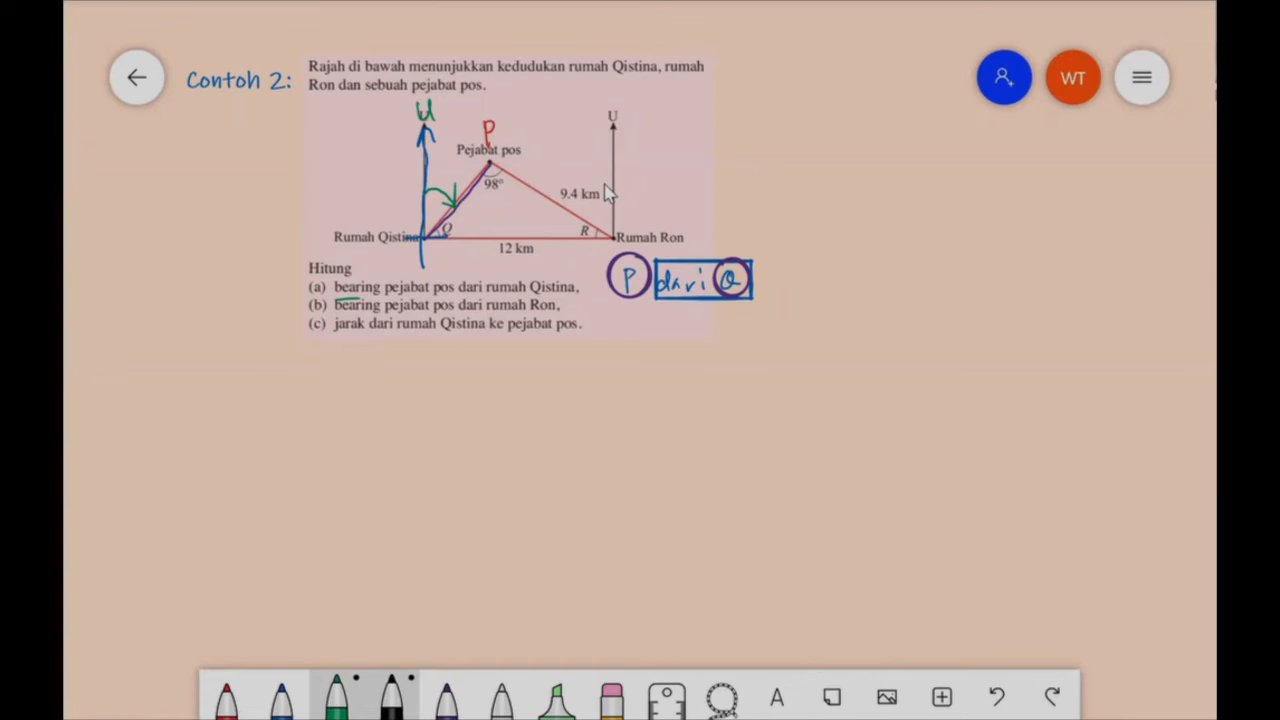 Contoh 2:
Rajah di bawah menunjukkan kedudukan rumah Qistina, rumah
Ron dan sebuah pejabat pos.
U
U
P
Pejabat pos
98°
9.4 km
Q
R
Rumah Qistina
Rumah Ron
12 km
Hitung
(a) bearing pejabat pos dari rumah Qistina,
(b) bearing pejabat pos dari rumah Ron,
(c) jarak dari rumah Qistina ke pejabat pos.
P dari Q
WT
A